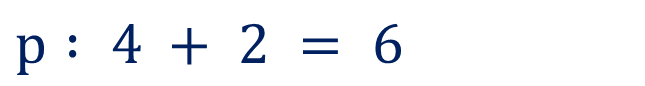 p : 4 + 2 = 6